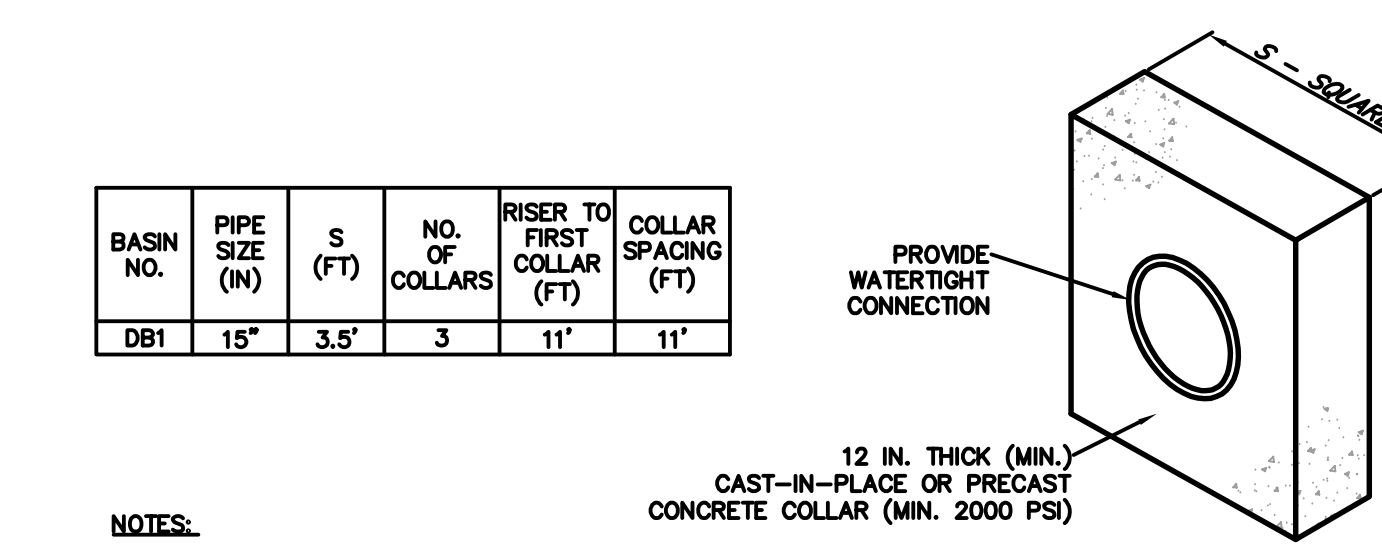 BASIN
NO.
PIPE
SIZE
(IN)
S
(FT)
NO.
OF
COLLARS
RISER TO
FIRST
COLLAR
(FT)
COLLAR
SPACING
(FT)
DB1
15"
3.5'
3
11'
11'
S - SQUARE
PROVIDE
WATERTIGHT
CONNECTION
12 IN. THICK (MIN.)
CAST-IN-PLACE OR PRECAST
CONCRETE COLLAR (MIN. 2000 PSI)
NOTES: